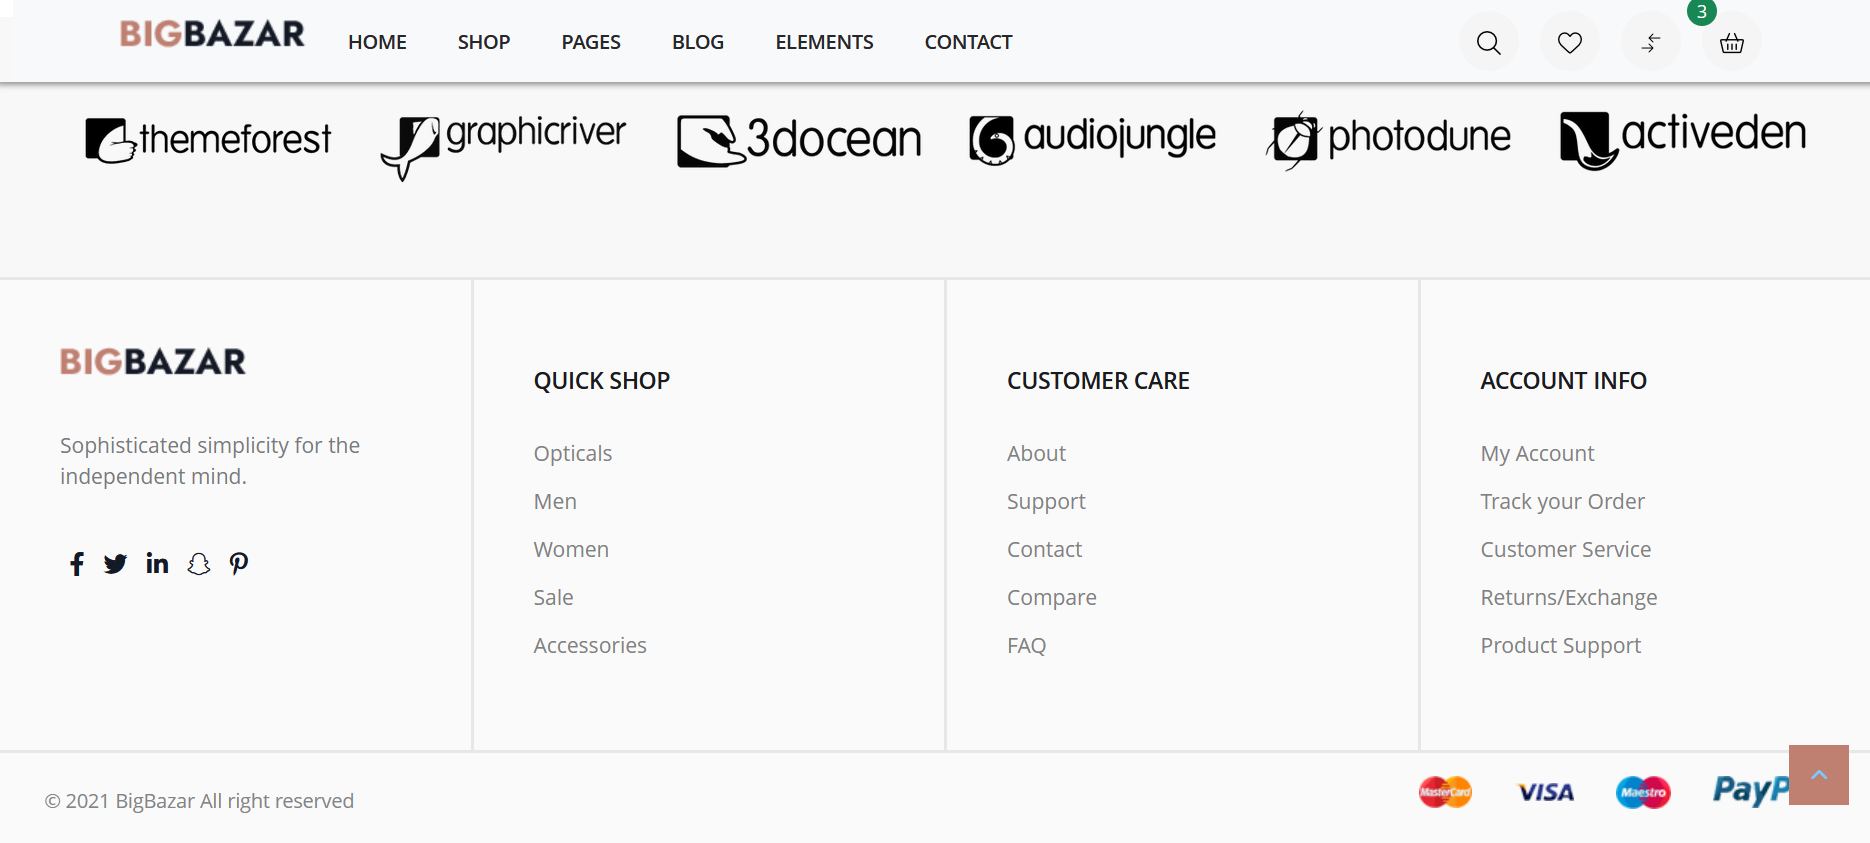 BIGBAZAR HOME SHOP PAGES BLOG ELEMENTS CONTACT 3
themeforest graphicriver 3docean audiojungle photodune activeden
BIGBAZAR
Sophisticated simplicity for the
independent mind.
QUICK SHOP
Opticals
Men
Women
Sale
Accessories
CUSTOMER CARE
About
Support
Contact
Compare
FAQ
ACCOUNT INFO
My Account
Track your Order
Customer Service
Returns/Exchange
Product Support
© 2021 BigBazar All right reserved
MasterCard VISA Maestro PayP